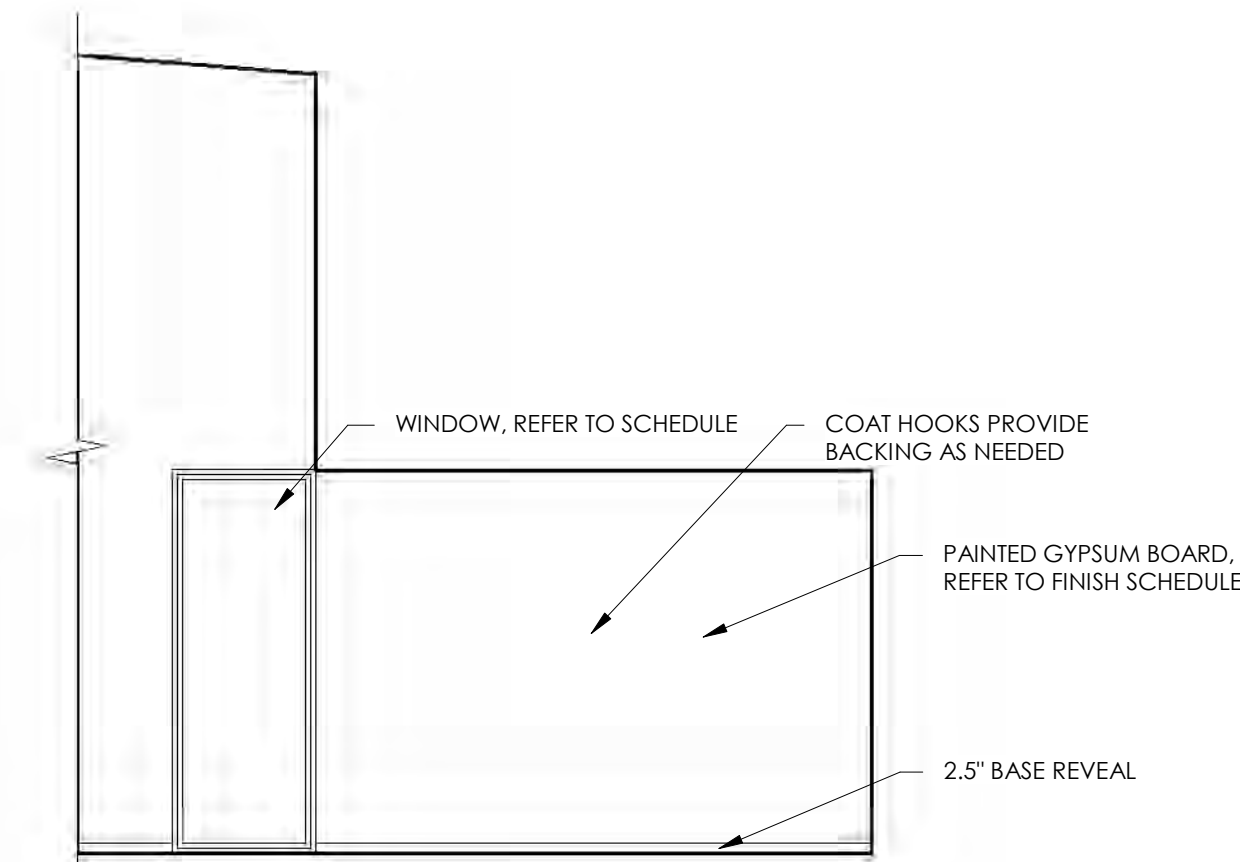 WINDOW, REFER TO SCHEDULE
COAT HOOKS PROVIDE
BACKING AS NEEDED
PAINTED GYPSUM BOARD,
REFER TO FINISH SCHEDULE
2.5" BASE REVEAL